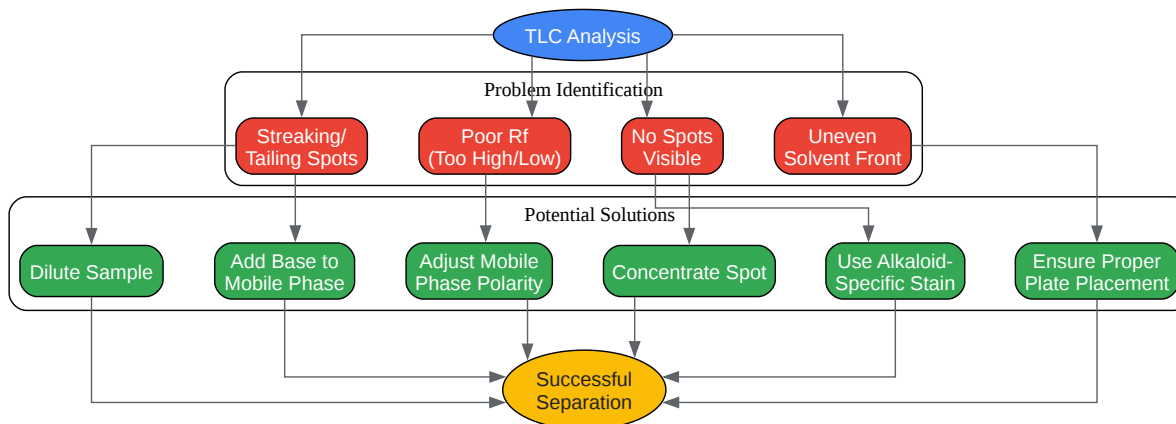 TLC Analysis
Problem Identification
Streaking/
Tailing Spots
Poor Rf
(Too High/Low)
No Spots
Visible
Uneven
Solvent Front
Potential Solutions
Dilute Sample
Add Base to
Mobile Phase
Adjust Mobile
Phase Polarity
Concentrate Spot
Use Alkaloid-
Specific Stain
Ensure Proper
Plate Placement
Successful
Separation